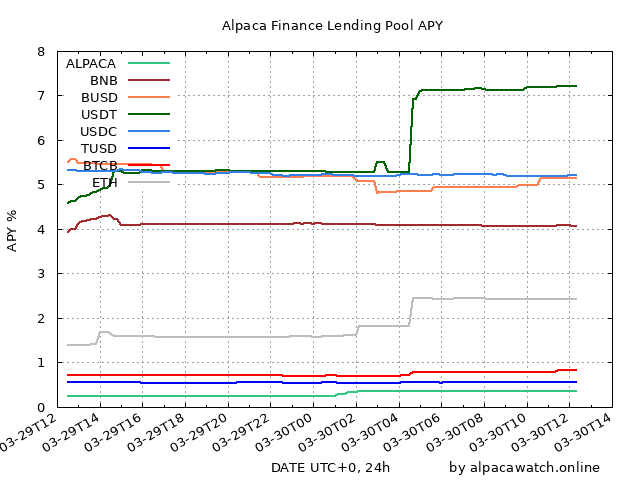 Alpaca Finance Lending Pool APY
8
7
6
5
4
3
2
1
0
APY %
ALPACA
BNB
BUSD
USDT
USDC
TUSD
BTCB
ETH
03-29T12
03-29T14
03-29T16
03-29T18
03-29T20
03-29T22
03-30T00
03-30T02
03-30T04
03-30T06
03-30T08
03-30T10
03-30T12
03-30T14
DATE UTC+0, 24h
by alpacawatch.online